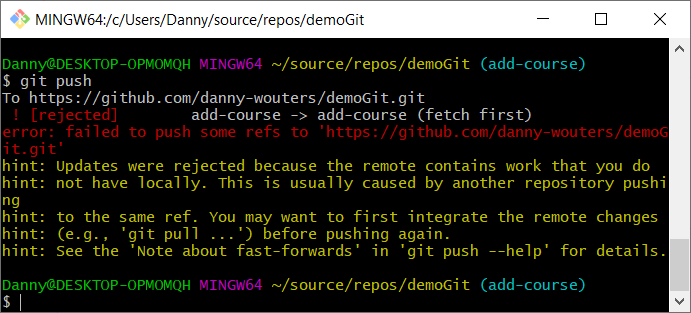 MINGW64:/c/Users/Danny/source/repos/demoGit
Danny@DESKTOP-OPMOMQH MINGW64 ~/source/repos/demoGit (add-course)
$ git push
To https://github.com/danny-wouters/demoGit.git
 ! [rejected]        add-course -> add-course (fetch first)
error: failed to push some refs to 'https://github.com/danny-wouters/demoG
it.git'
hint: Updates were rejected because the remote contains work that you do
hint: not have locally. This is usually caused by another repository pushi
ng
hint: to the same ref. You may want to first integrate the remote changes
hint: (e.g., 'git pull ...') before pushing again.
hint: See the 'Note about fast-forwards' in 'git push --help' for details.
Danny@DESKTOP-OPMOMQH MINGW64 ~/source/repos/demoGit (add-course)
$